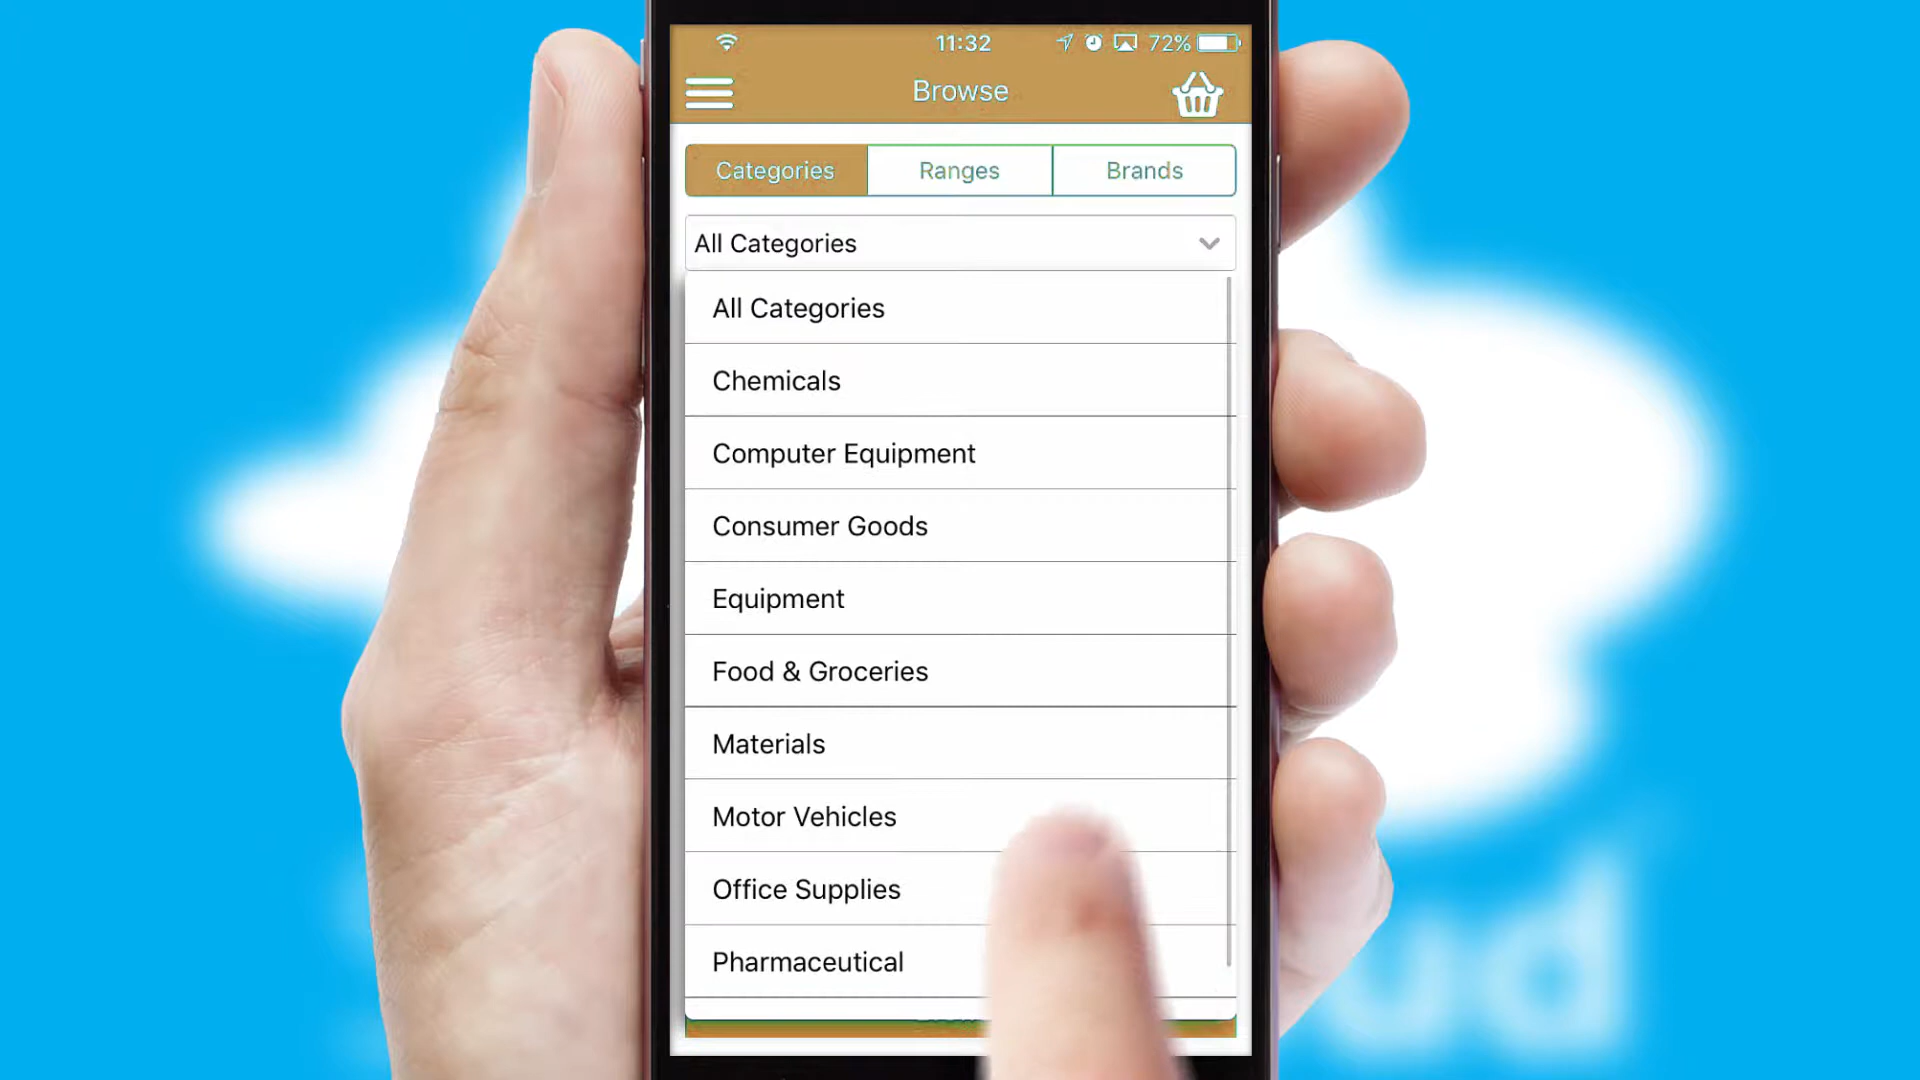 11:32
72%
Browse
Categories Ranges Brands
All Categories
All Categories
Chemicals
Computer Equipment
Consumer Goods
Equipment
Food & Groceries
Materials
Motor Vehicles
Office Supplies
Pharmaceutical
ud